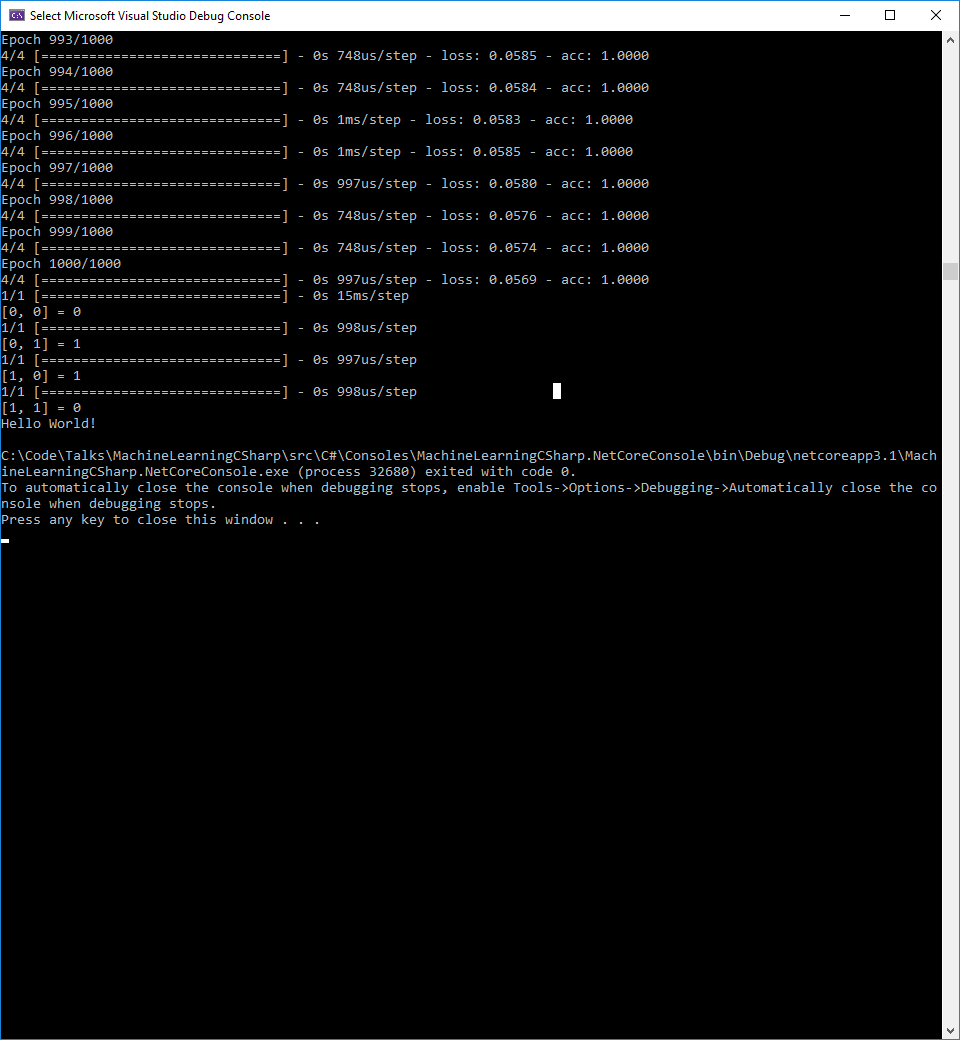 Select Microsoft Visual Studio Debug Console
Epoch 993/1000
4/4 [==============================] - 0s 748us/step - loss: 0.0585 - acc: 1.0000
Epoch 994/1000
4/4 [==============================] - 0s 748us/step - loss: 0.0584 - acc: 1.0000
Epoch 995/1000
4/4 [==============================] - 0s 1ms/step - loss: 0.0583 - acc: 1.0000
Epoch 996/1000
4/4 [==============================] - 0s 1ms/step - loss: 0.0585 - acc: 1.0000
Epoch 997/1000
4/4 [==============================] - 0s 997us/step - loss: 0.0580 - acc: 1.0000
Epoch 998/1000
4/4 [==============================] - 0s 748us/step - loss: 0.0576 - acc: 1.0000
Epoch 999/1000
4/4 [==============================] - 0s 748us/step - loss: 0.0574 - acc: 1.0000
Epoch 1000/1000
4/4 [==============================] - 0s 997us/step - loss: 0.0569 - acc: 1.0000
1/1 [==============================] - 0s 15ms/step
[0, 0] = 0
1/1 [==============================] - 0s 998us/step
[0, 1] = 1
1/1 [==============================] - 0s 997us/step
[1, 0] = 1
1/1 [==============================] - 0s 998us/step
[1, 1] = 0
Hello World!
C:\Code\Talks\MachineLearningCSharp\src\C#\Consoles\MachineLearningCSharp.NetCoreConsole\bin\Debug\netcoreapp3.1\Mach
ineLearningCSharp.NetCoreConsole.exe (process 32680) exited with code 0.
To automatically close the console when debugging stops, enable Tools->Options->Debugging->Automatically close the co
nsole when debugging stops.
Press any key to close this window . . .